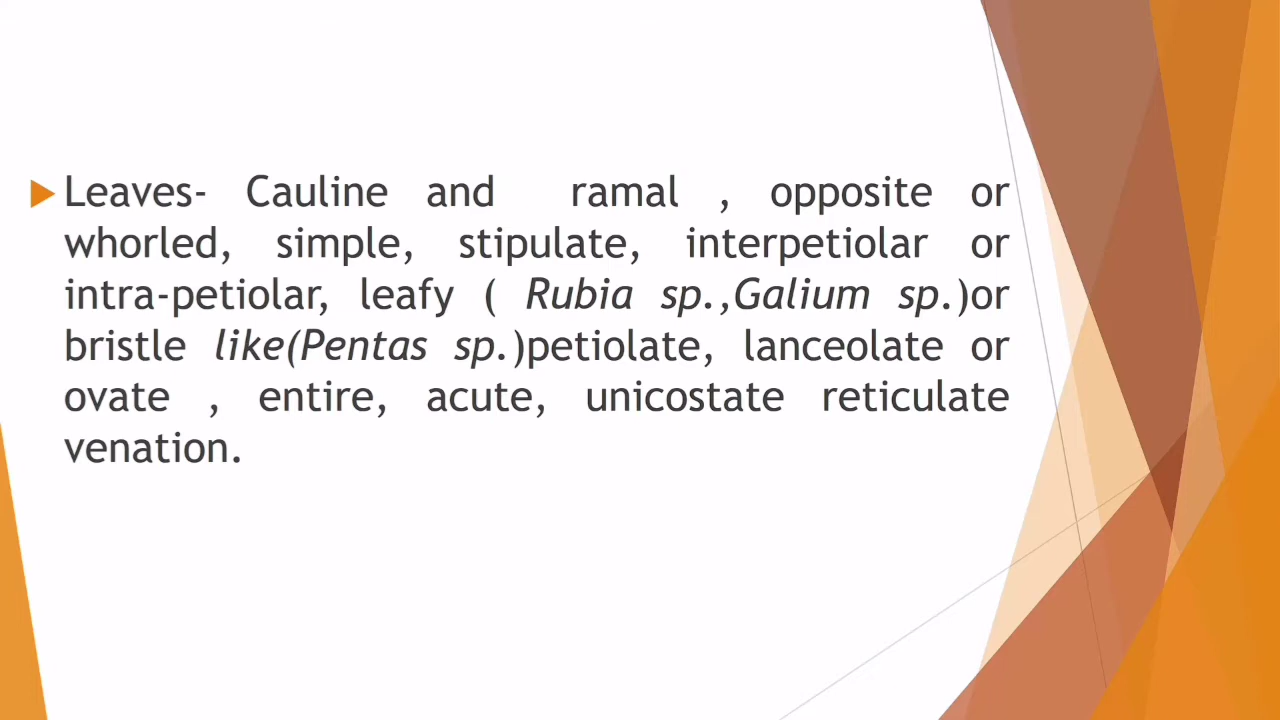 Leaves- Cauline and ramal , opposite or
whorled, simple, stipulate, interpetiolar or
intra-petiolar, leafy ( Rubia sp.,Galium sp.)or
bristle like(Pentas sp.)petiolate, lanceolate or
ovate , entire, acute, unicostate reticulate
venation.